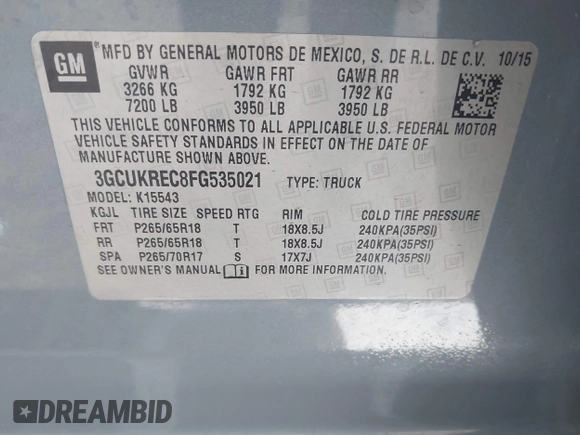 GM
MFD BY GENERAL MOTORS DE MEXICO, S. DE R.L. DE C.V. 10/15
GVWR GAWR FRT GAWR RR
3266 KG 1792 KG 1792 KG
7200 LB 3950 LB 3950 LB
THIS VEHICLE CONFORMS TO ALL APPLICABLE U.S. FEDERAL MOTOR
VEHICLE SAFETY STANDARDS IN EFFECT ON THE DATE OF
MANUFACTURE SHOWN ABOVE.
3GCUKREC8FG535021 TYPE: TRUCK
MODEL: K15543
KGJL TIRE SIZE SPEED RTG RIM COLD TIRE PRESSURE
FRT P265/65R18 T 18X8.5J 240KPA(35PSI)
RR P265/65R18 T 18X8.5J 240KPA(35PSI)
SPA P265/70R17 S 17X7J 240KPA(35PSI)
SEE OWNER'S MANUAL FOR MORE INFORMATION.
DREAMBID